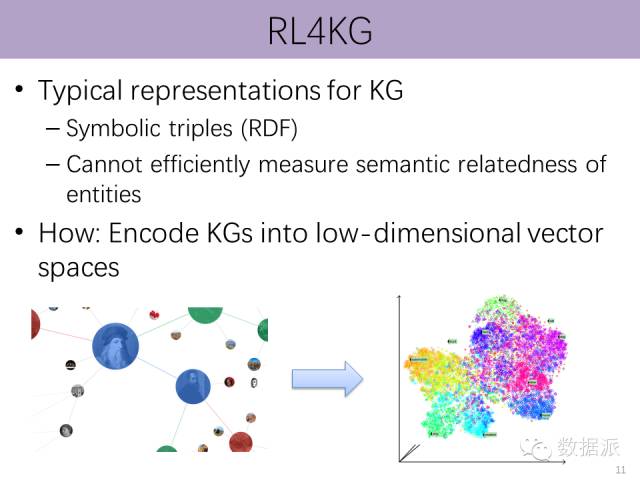 RL4KG
• Typical representations for KG
– Symbolic triples (RDF)
– Cannot efficiently measure semantic relatedness of
entities
• How: Encode KGs into low-dimensional vector
spaces
数据派
11